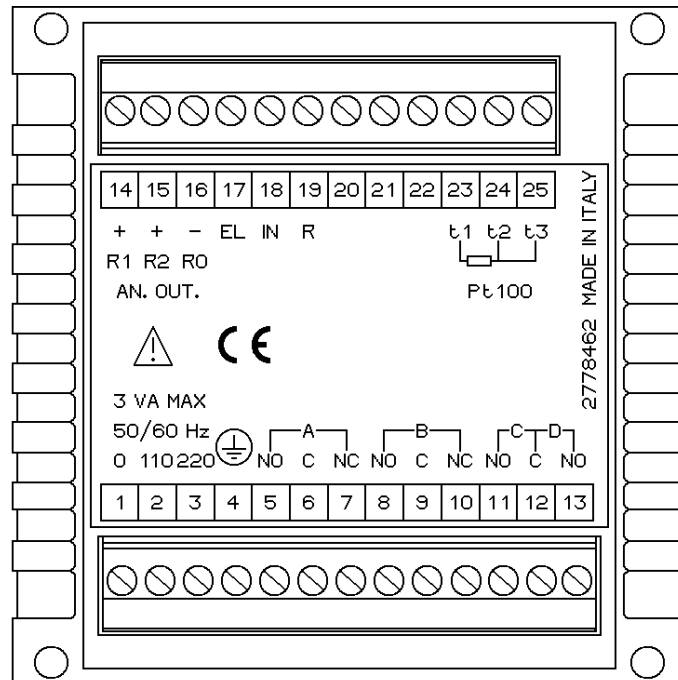 14 15 16 17 18 19 20 21 22 23 24 25
+ + - EL IN R t1 t2 t3
R1 R2 R0
AN. OUT. Pt100
CE
3 VA MAX
50/60 Hz A B C D
0 110 220 NO C NC NO C NC NO C NO
1 2 3 4 5 6 7 8 9 10 11 12 13
2778462 MADE IN ITALY